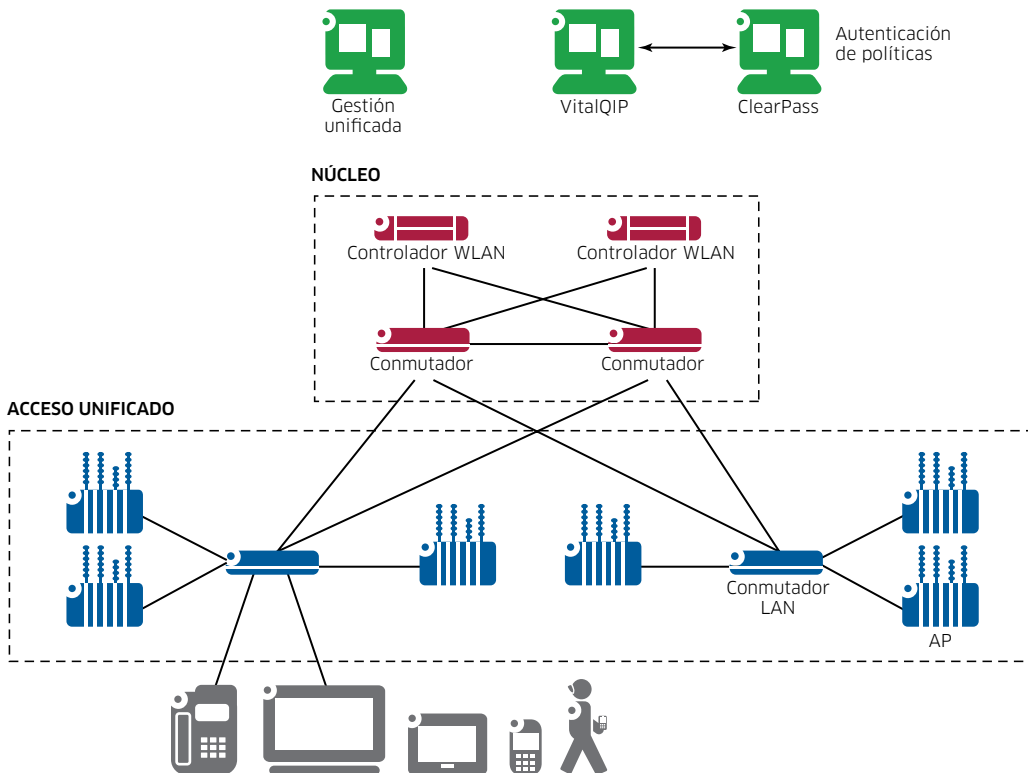 Gestión
unificada
VitalQIP
ClearPass
Autenticación
de políticas
NÚCLEO
Controlador WLAN
Controlador WLAN
Conmutador
Conmutador
ACCESO UNIFICADO
Conmutador
LAN
AP